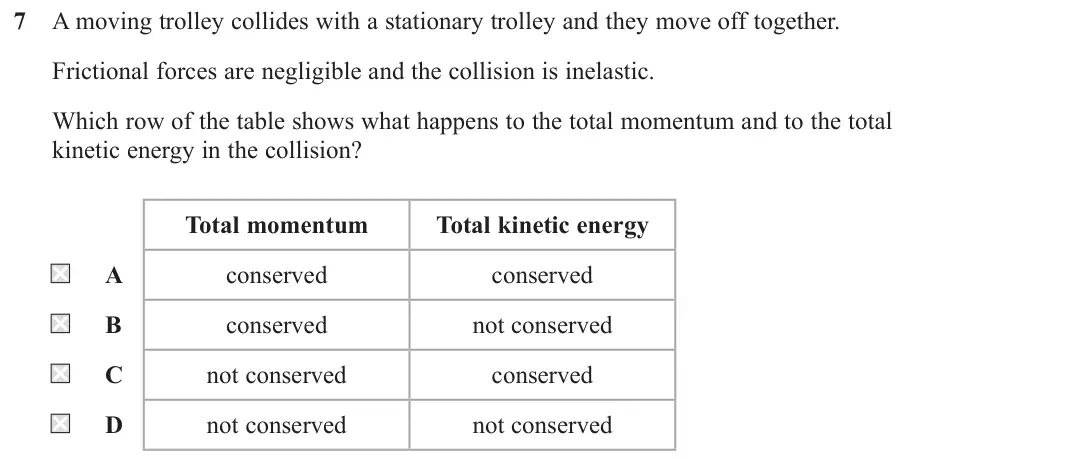 7 A moving trolley collides with a stationary trolley and they move off together.
Frictional forces are negligible and the collision is inelastic.
Which row of the table shows what happens to the total momentum and to the total
kinetic energy in the collision?
Total momentum Total kinetic energy
A conserved conserved
B conserved not conserved
C not conserved conserved
D not conserved not conserved